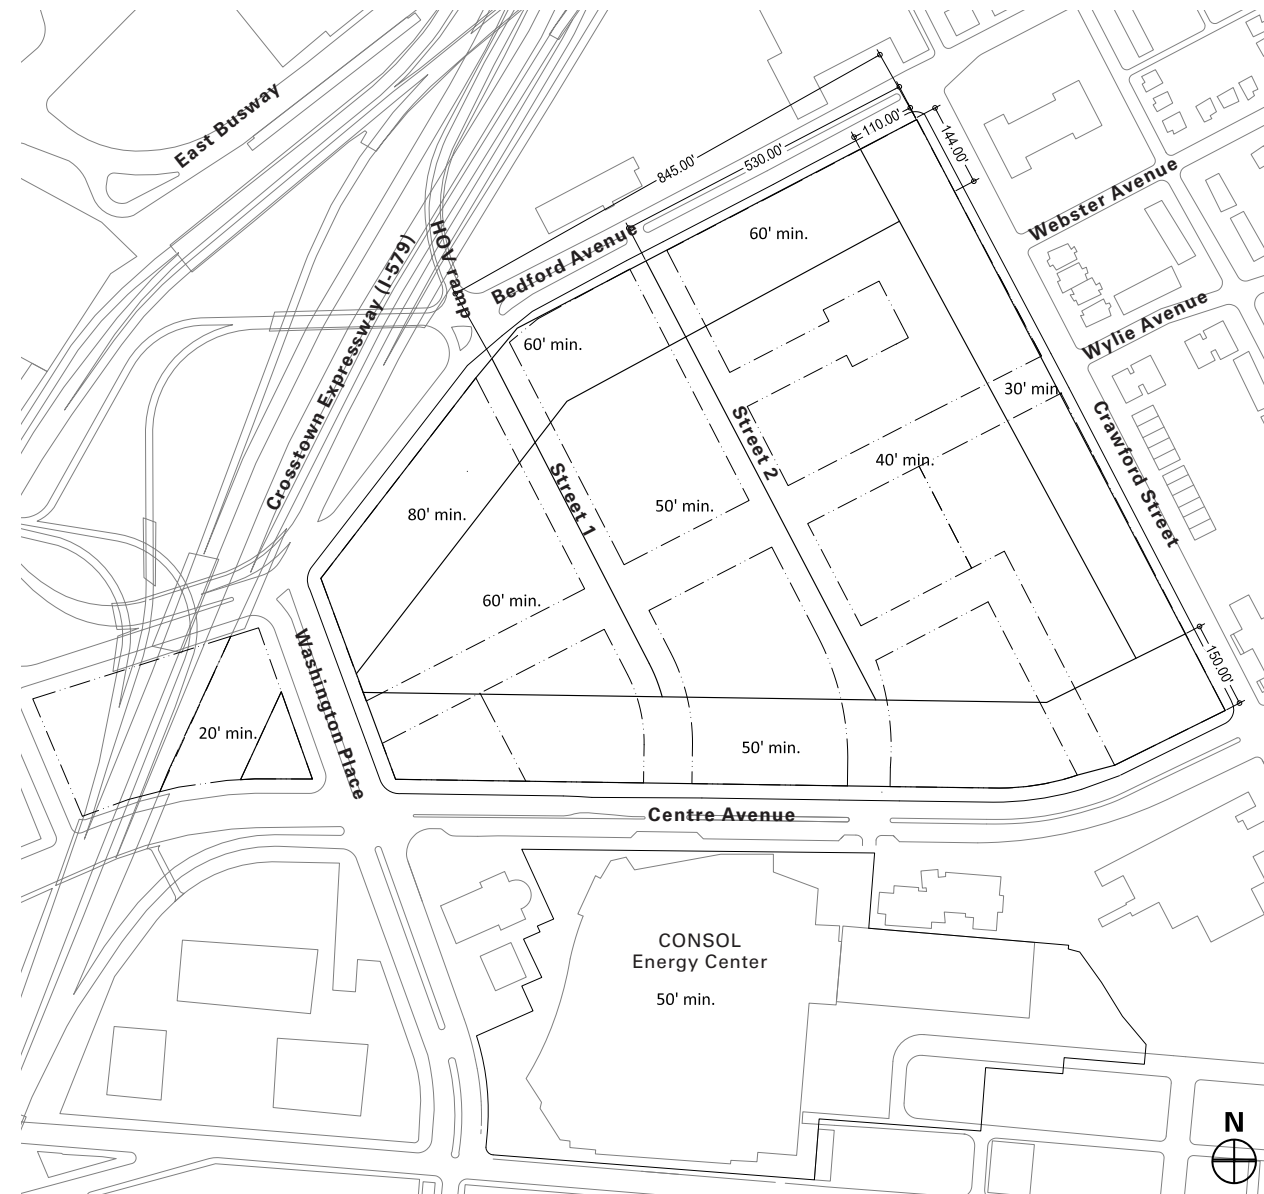 East Busway
845.00'
530.00'
110.00'
144.00'
Webster Avenue
HOV ramp
Bedford Avenue
60' min.
Crosstown Expressway (I-579)
60' min.
Wylie Avenue
30' min.
Street 2
40' min.
Crawford Street
Street 1
50' min.
80' min.
60' min.
150.00'
Washington Place
20' min.
50' min.
Centre Avenue
CONSOL
Energy Center
50' min.
N